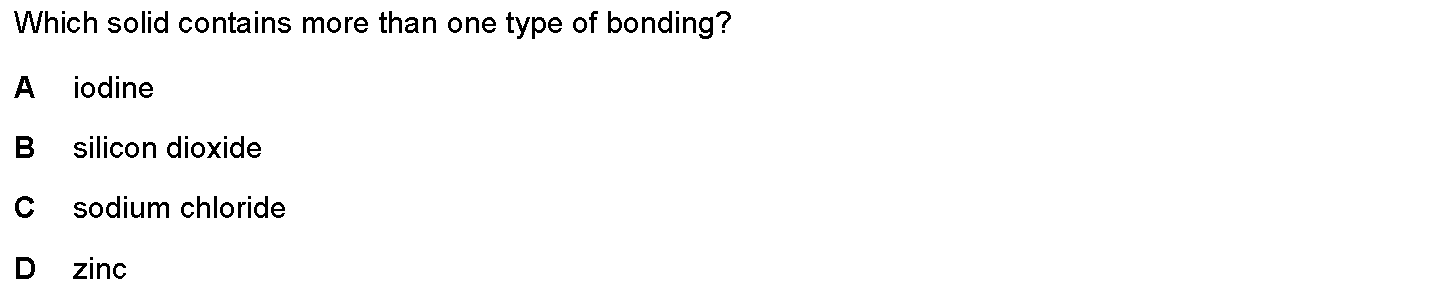 Which solid contains more than one type of bonding?
A iodine
B silicon dioxide
C sodium chloride
D zinc